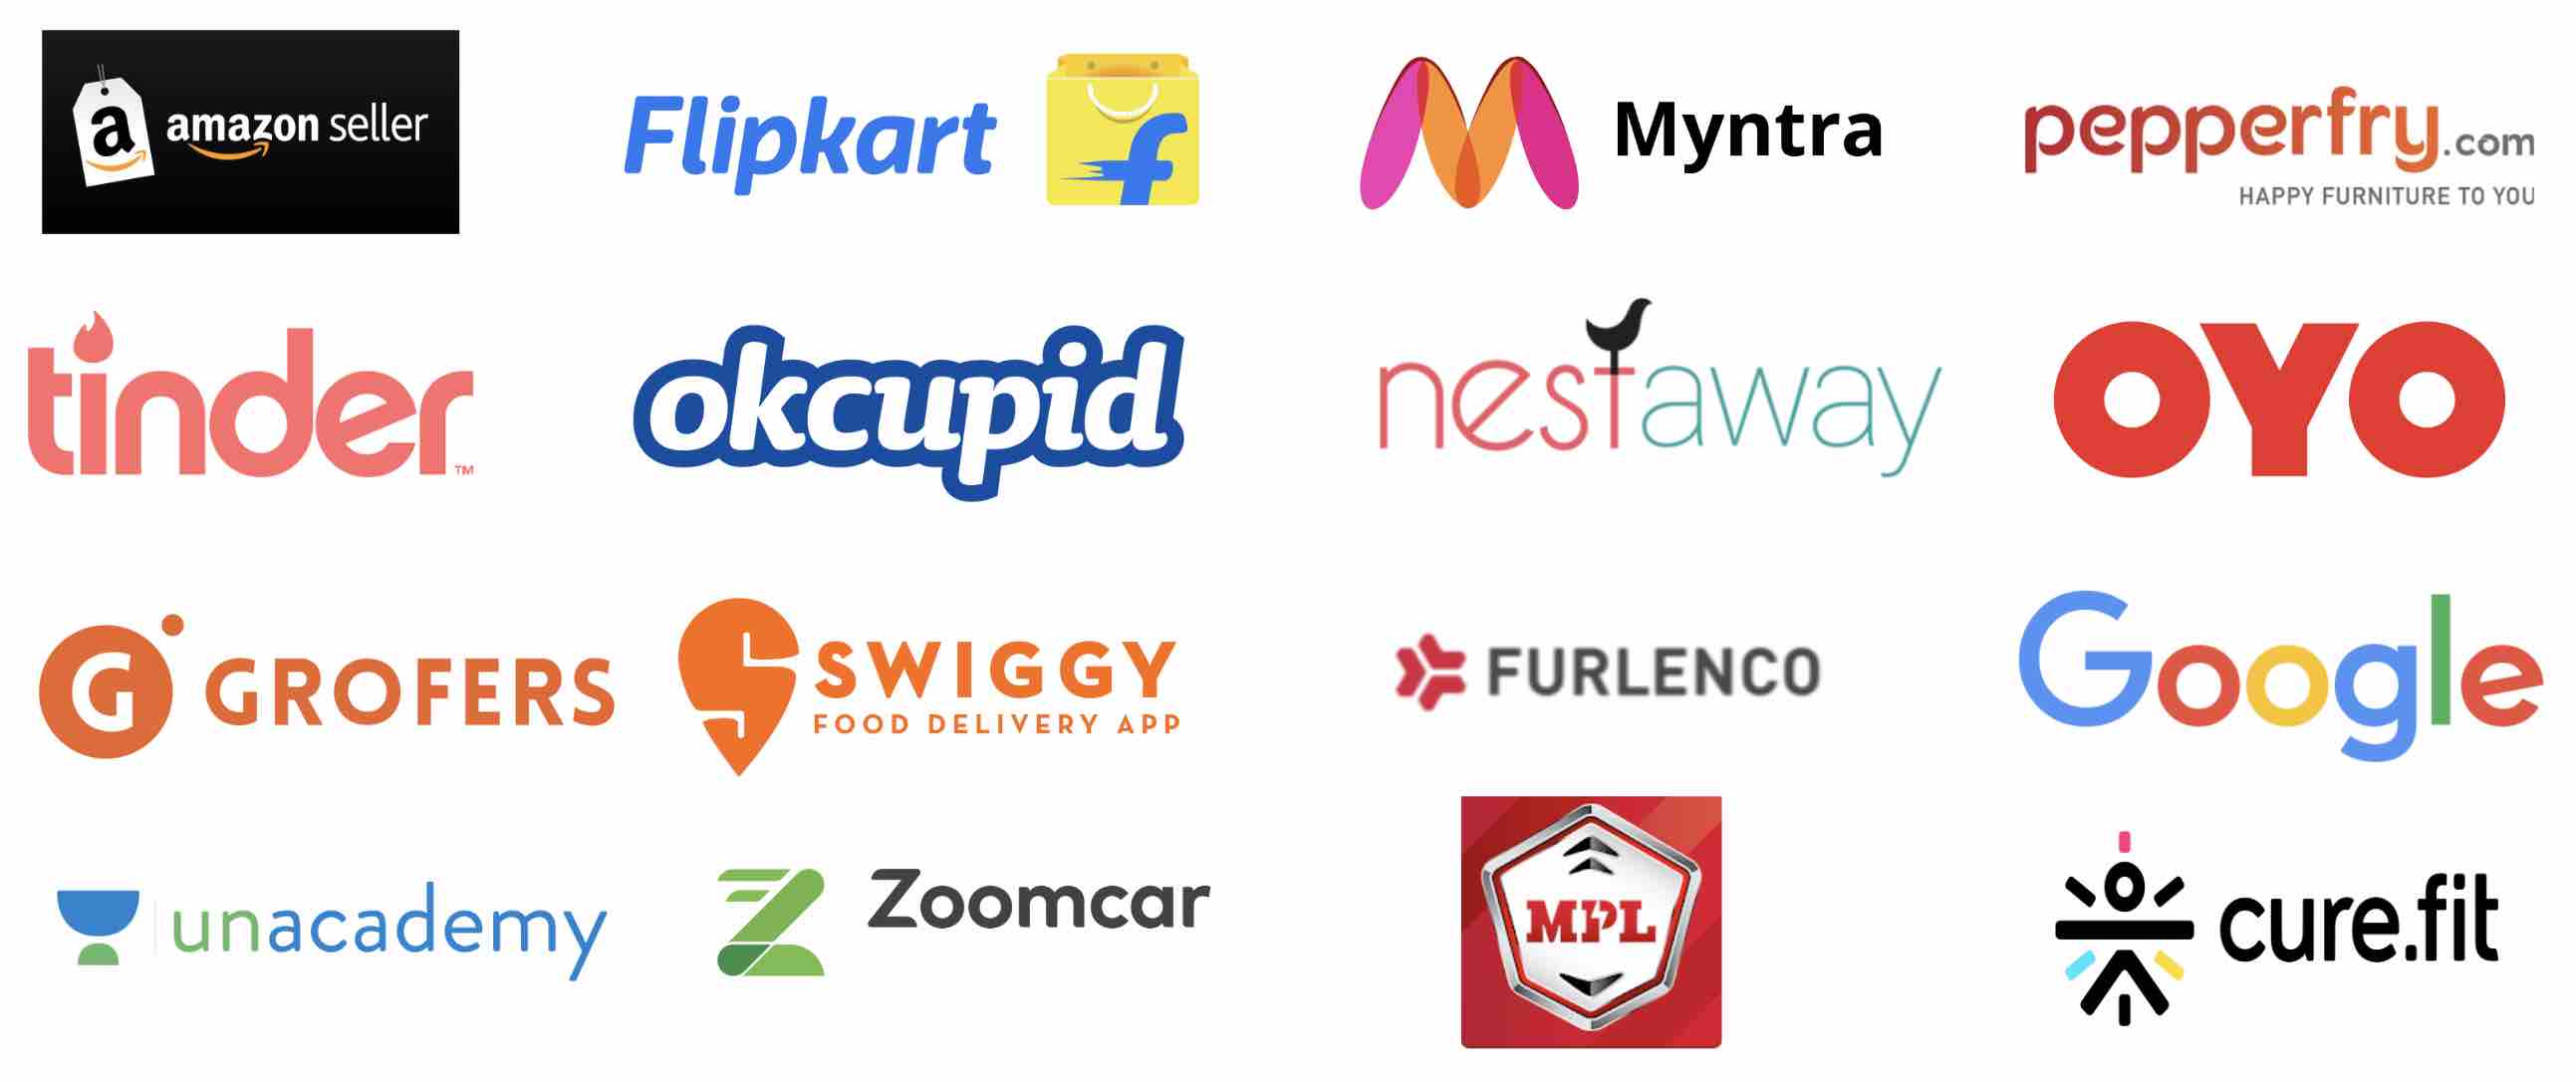 a amazon seller
Flipkart f
Myntra
pepperfry.com
HAPPY FURNITURE TO YOU
tinder™
okcupid
nestaway
OYO
G GROFERS
SWIGGY
FOOD DELIVERY APP
FURLENCO
Google
unacademy
Zoomcar
MPL
cure.fit